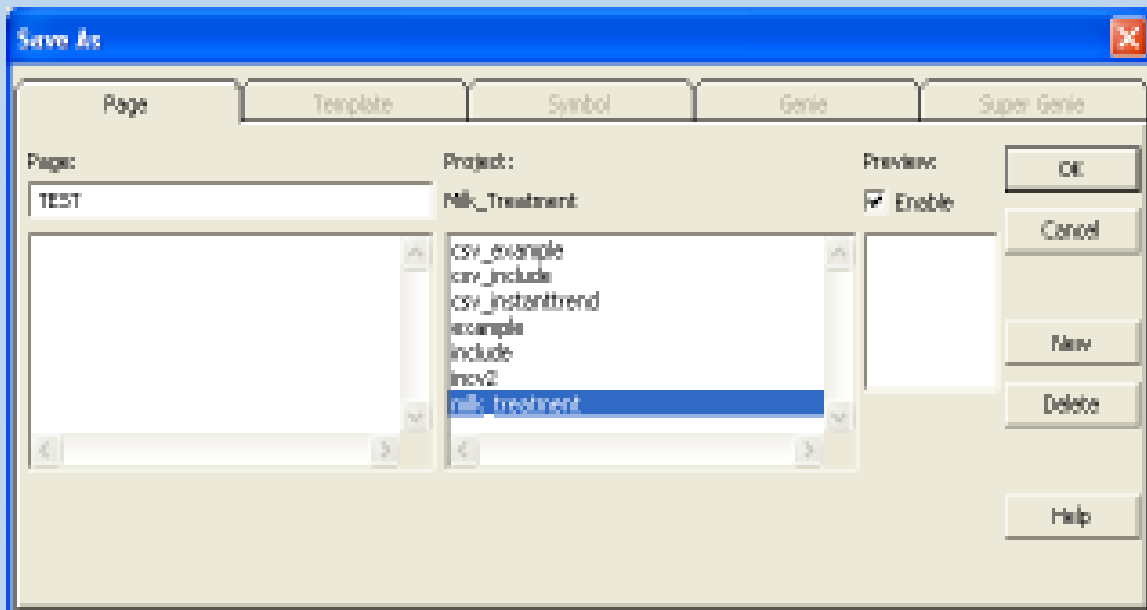 Save As
Page Template Symbol Genie Super Genie
Page: Project: Preview:
TEST Milk_Treatment Enable
OK
Cancel
csv_example
csv_include
csv_instanttrend
example
include
incv2
milk_treatment
New
Delete
Help